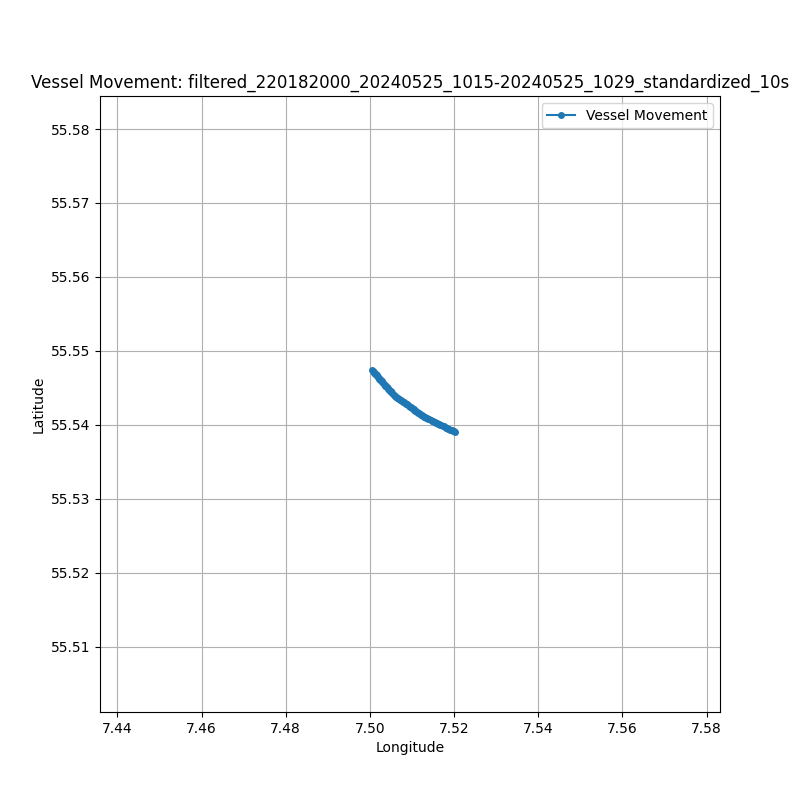 Vessel Movement: filtered_220182000_20240525_1015-20240525_1029_standardized_10s
Vessel Movement
55.58
55.57
55.56
55.55
55.54
55.53
55.52
55.51
Latitude
7.44 7.46 7.48 7.50 7.52 7.54 7.56 7.58
Longitude